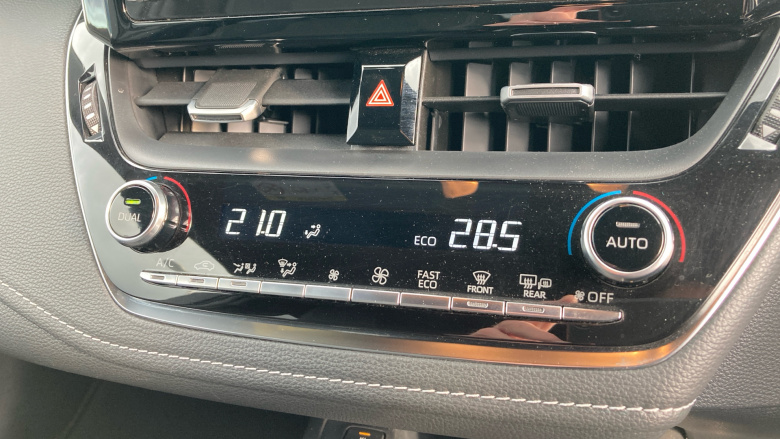 DUAL
21.0
ECO
28.5
AUTO
A/C
FAST
ECO
FRONT
REAR
OFF